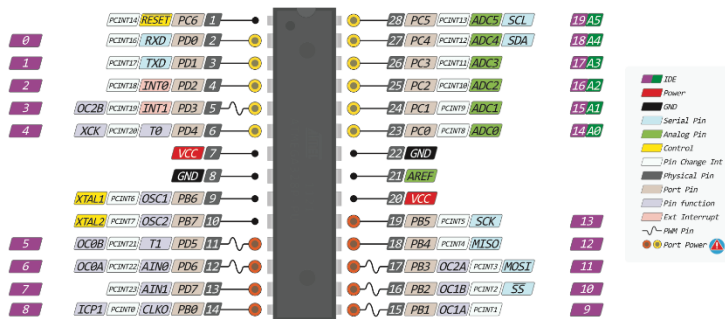 PCINT14 RESET PC6 1
0 PCINT16 RXD PD0 2
1 PCINT17 TXD PD1 3
2 PCINT18 INT0 PD2 4
3 OC2B PCINT19 INT1 PD3 5
4 XCK PCINT20 T0 PD4 6
VCC 7
GND 8
XTAL1 PCINT6 OSC1 PB6 9
XTAL2 PCINT7 OSC2 PB7 10
5 OC0B PCINT21 T1 PD5 11
6 OC0A PCINT22 AIN0 PD6 12
7 PCINT23 AIN1 PD7 13
8 ICP1 PCINT0 CLKO PB0 14
28 PC5 PCINT13 ADC5 SCL 19 A5
27 PC4 PCINT12 ADC4 SDA 18 A4
26 PC3 PCINT11 ADC3 17 A3
25 PC2 PCINT10 ADC2 16 A2
24 PC1 PCINT9 ADC1 15 A1
23 PC0 PCINT8 ADC0 14 A0
22 GND
21 AREF
20 VCC
19 PB5 PCINT5 SCK 13
18 PB4 PCINT4 MISO 12
17 PB3 OC2A PCINT3 MOSI 11
16 PB2 OC1B PCINT2 SS 10
15 PB1 OC1A PCINT1 9
IDE
Power
GND
Serial Pin
Analog Pin
Control
Pin Change Int
Physical Pin
Port Pin
Pin function
Ext Interrupt
PWM Pin
Port Power